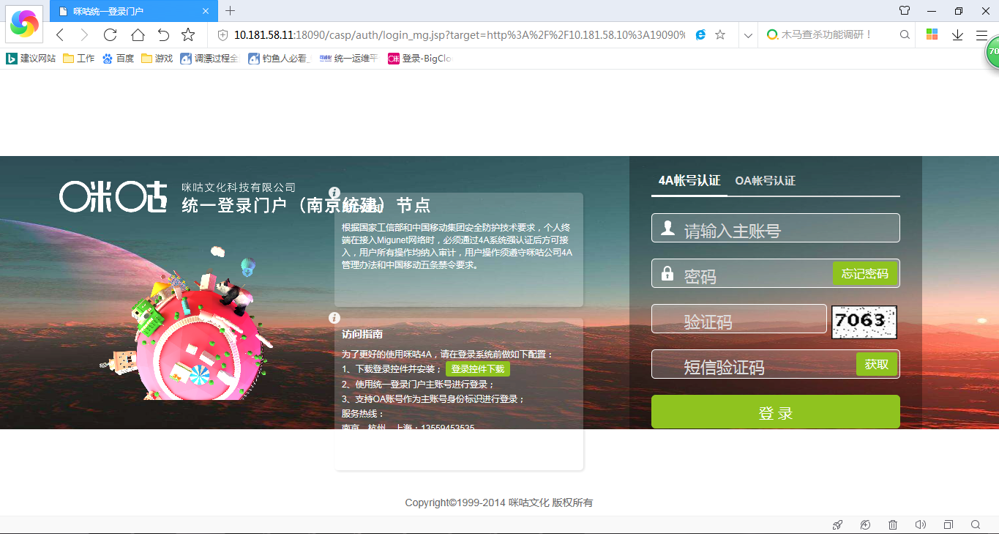 咪咕统一登录门户
10.181.58.11:18090/casp/auth/login_mg.jsp?target=http%3A%2F%2F10.181.58.10%3A19090%
木马查杀功能调研！
70
建议网站 工作 百度 游戏 调漂过程全 钓鱼人必看_ 统一运维平 登录-BigClo
咪咕
咪咕文化科技有限公司
统一登录门户（南京统建）节点
根据国家工信部和中国移动集团安全防护技术要求，个人终
端在接入Migunet网络时，必须通过4A系统强认证后方可接
入，用户所有操作均纳入审计，用户操作须遵守咪咕公司4A
管理办法和中国移动五条禁令要求。
访问指南
为了更好的使用咪咕4A，请在登录系统前做如下配置：
1、下载登录控件并安装； 登录控件下载
2、使用统一登录门户主账号进行登录；
3、支持OA账号作为主账号身份标识进行登录；
服务热线：
南京、杭州、上海：13559453535
4A帐号认证 OA帐号认证
请输入主账号
密码 忘记密码
验证码 7063
短信验证码 获取
登 录
Copyright©1999-2014 咪咕文化 版权所有